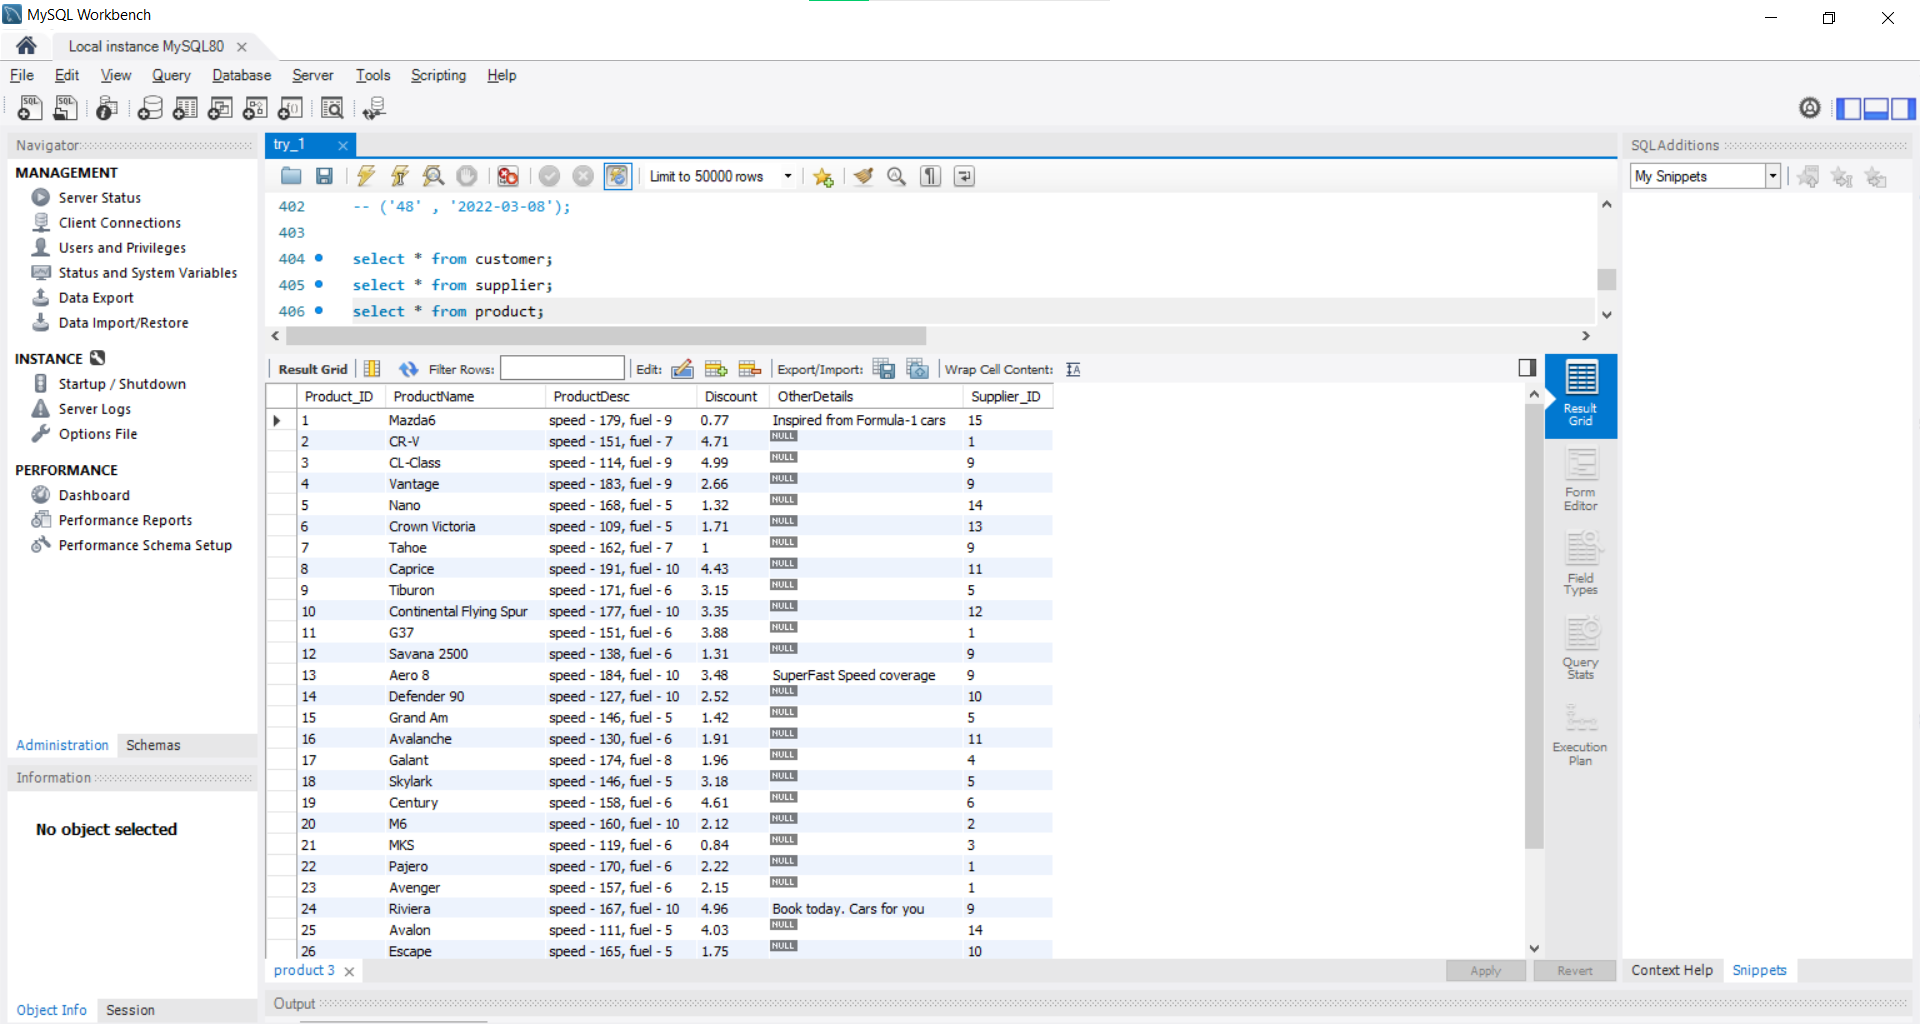 MySQL Workbench
Local instance MySQL80
File Edit View Query Database Server Tools Scripting Help
Navigator
MANAGEMENT
Server Status
Client Connections
Users and Privileges
Status and System Variables
Data Export
Data Import/Restore
INSTANCE
Startup / Shutdown
Server Logs
Options File
PERFORMANCE
Dashboard
Performance Reports
Performance Schema Setup
Administration Schemas
Information
No object selected
Object Info Session
try_1
Limit to 50000 rows
402 -- ('48' , '2022-03-08');
403
404 select * from customer;
405 select * from supplier;
406 select * from product;
Result Grid Filter Rows: Edit: Export/Import: Wrap Cell Content:
Product_ID ProductName ProductDesc Discount OtherDetails Supplier_ID
1 Mazda6 speed - 179, fuel - 9 0.77 Inspired from Formula-1 cars 15
2 CR-V speed - 151, fuel - 7 4.71 NULL 1
3 CL-Class speed - 114, fuel - 9 4.99 NULL 9
4 Vantage speed - 183, fuel - 9 2.66 NULL 9
5 Nano speed - 168, fuel - 5 1.32 NULL 14
6 Crown Victoria speed - 109, fuel - 5 1.71 NULL 13
7 Tahoe speed - 162, fuel - 7 1 NULL 9
8 Caprice speed - 191, fuel - 10 4.43 NULL 11
9 Tiburon speed - 171, fuel - 6 3.15 NULL 5
10 Continental Flying Spur speed - 177, fuel - 10 3.35 NULL 12
11 G37 speed - 151, fuel - 6 3.88 NULL 1
12 Savana 2500 speed - 138, fuel - 6 1.31 NULL 9
13 Aero 8 speed - 184, fuel - 10 3.48 SuperFast Speed coverage 9
14 Defender 90 speed - 127, fuel - 10 2.52 NULL 10
15 Grand Am speed - 146, fuel - 5 1.42 NULL 5
16 Avalanche speed - 130, fuel - 6 1.91 NULL 11
17 Galant speed - 174, fuel - 8 1.96 NULL 4
18 Skylark speed - 146, fuel - 5 3.18 NULL 5
19 Century speed - 158, fuel - 6 4.61 NULL 6
20 M6 speed - 160, fuel - 10 2.12 NULL 2
21 MKS speed - 119, fuel - 6 0.84 NULL 3
22 Pajero speed - 170, fuel - 6 2.22 NULL 1
23 Avenger speed - 157, fuel - 6 2.15 NULL 1
24 Riviera speed - 167, fuel - 10 4.96 Book today. Cars for you 9
25 Avalon speed - 111, fuel - 5 4.03 NULL 14
26 Escape speed - 165, fuel - 5 1.75 NULL 10
product 3
Apply Revert
Output
Result
Grid
Form
Editor
Field
Types
Query
Stats
Execution
Plan
SQLAdditions
My Snippets
Context Help Snippets